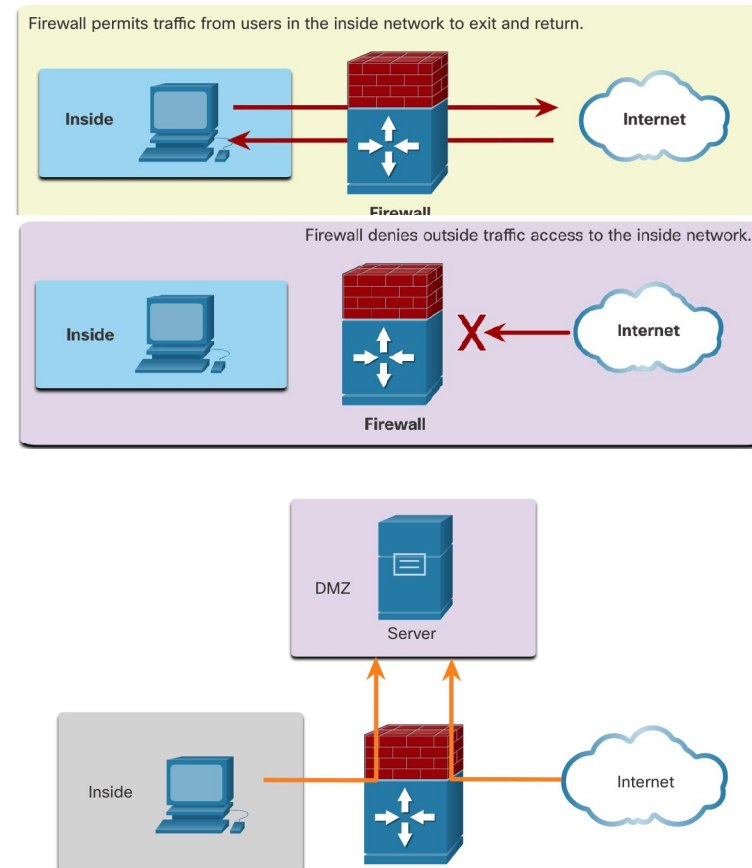 Firewall permits traffic from users in the inside network to exit and return.
Inside
Internet
Firewall
Firewall denies outside traffic access to the inside network.
Inside
Internet
Firewall
DMZ
Server
Inside
Internet